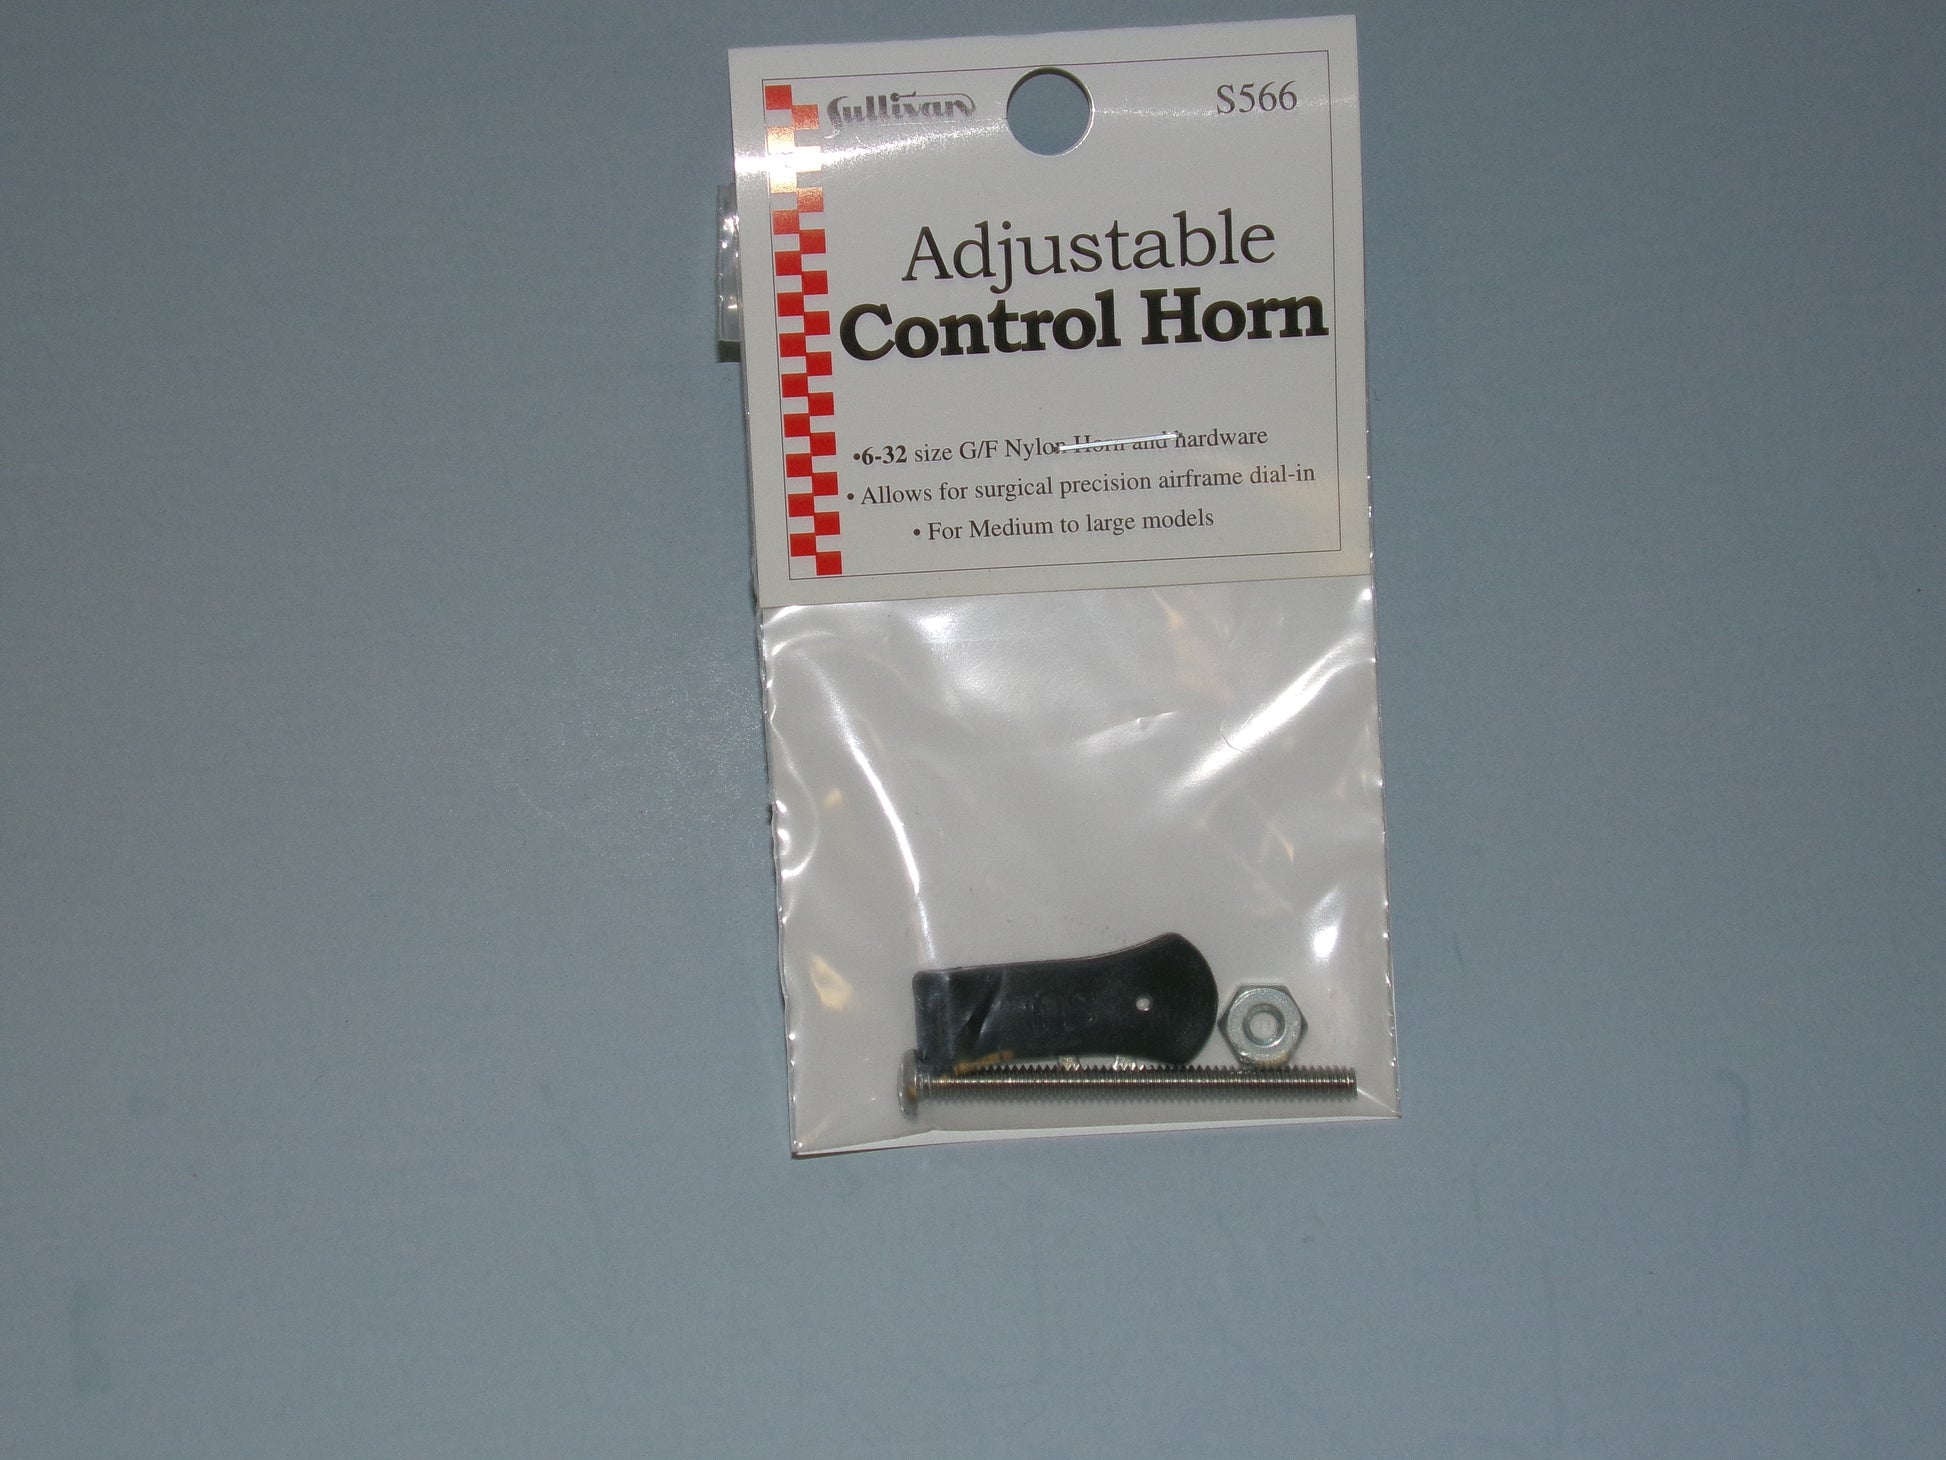 Sullivan
S566
Adjustable
Control Horn
•6-32 size G/F Nylon Horn and hardware
• Allows for surgical precision airframe dial-in
• For Medium to large models